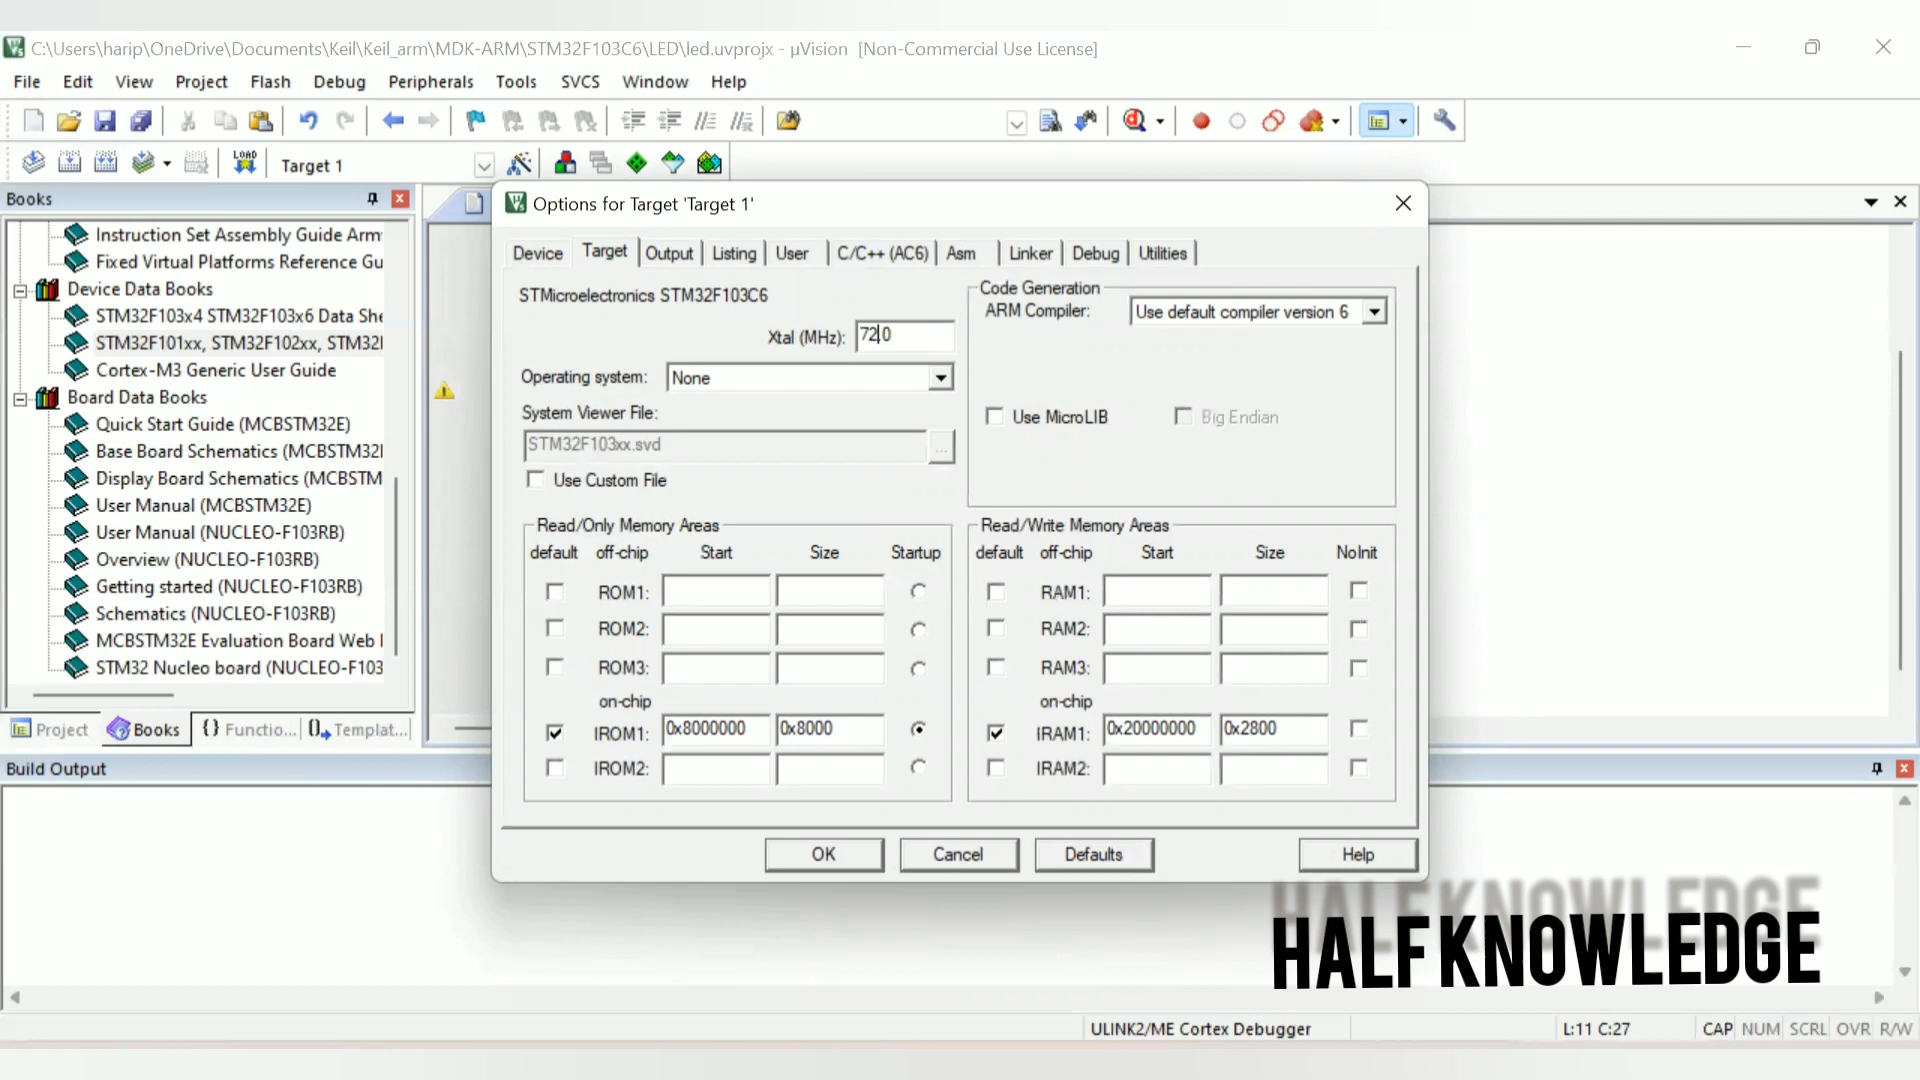 C:\Users\harip\OneDrive\Documents\Keil\Keil_arm\MDK-ARM\STM32F103C6\LED\led.uvprojx - µVision [Non-Commercial Use License]
File Edit View Project Flash Debug Peripherals Tools SVCS Window Help
LOAD Target 1
Books
Instruction Set Assembly Guide Arm
Fixed Virtual Platforms Reference Gu
Device Data Books
STM32F103x4 STM32F103x6 Data She
STM32F101xx, STM32F102xx, STM32I
Cortex-M3 Generic User Guide
Board Data Books
Quick Start Guide (MCBSTM32E)
Base Board Schematics (MCBSTM32I
Display Board Schematics (MCBSTM
User Manual (MCBSTM32E)
User Manual (NUCLEO-F103RB)
Overview (NUCLEO-F103RB)
Getting started (NUCLEO-F103RB)
Schematics (NUCLEO-F103RB)
MCBSTM32E Evaluation Board Web I
STM32 Nucleo board (NUCLEO-F103
Project Books {} Functio... Templat...
Options for Target 'Target 1'
Device Target Output Listing User C/C++ (AC6) Asm Linker Debug Utilities
STMicroelectronics STM32F103C6
Xtal (MHz): 72.0
Operating system: None
System Viewer File:
STM32F103xx.svd ...
Use Custom File
Code Generation
ARM Compiler: Use default compiler version 6
Use MicroLIB Big Endian
Read/Only Memory Areas
default off-chip Start Size Startup
ROM1:
ROM2:
ROM3:
on-chip
IROM1: 0x8000000 0x8000
IROM2:
Read/Write Memory Areas
default off-chip Start Size NoInit
RAM1:
RAM2:
RAM3:
on-chip
IRAM1: 0x20000000 0x2800
IRAM2:
OK Cancel Defaults Help
Build Output
HALF KNOWLEDGE
ULINK2/ME Cortex Debugger L:11 C:27 CAP NUM SCRL OVR R/W